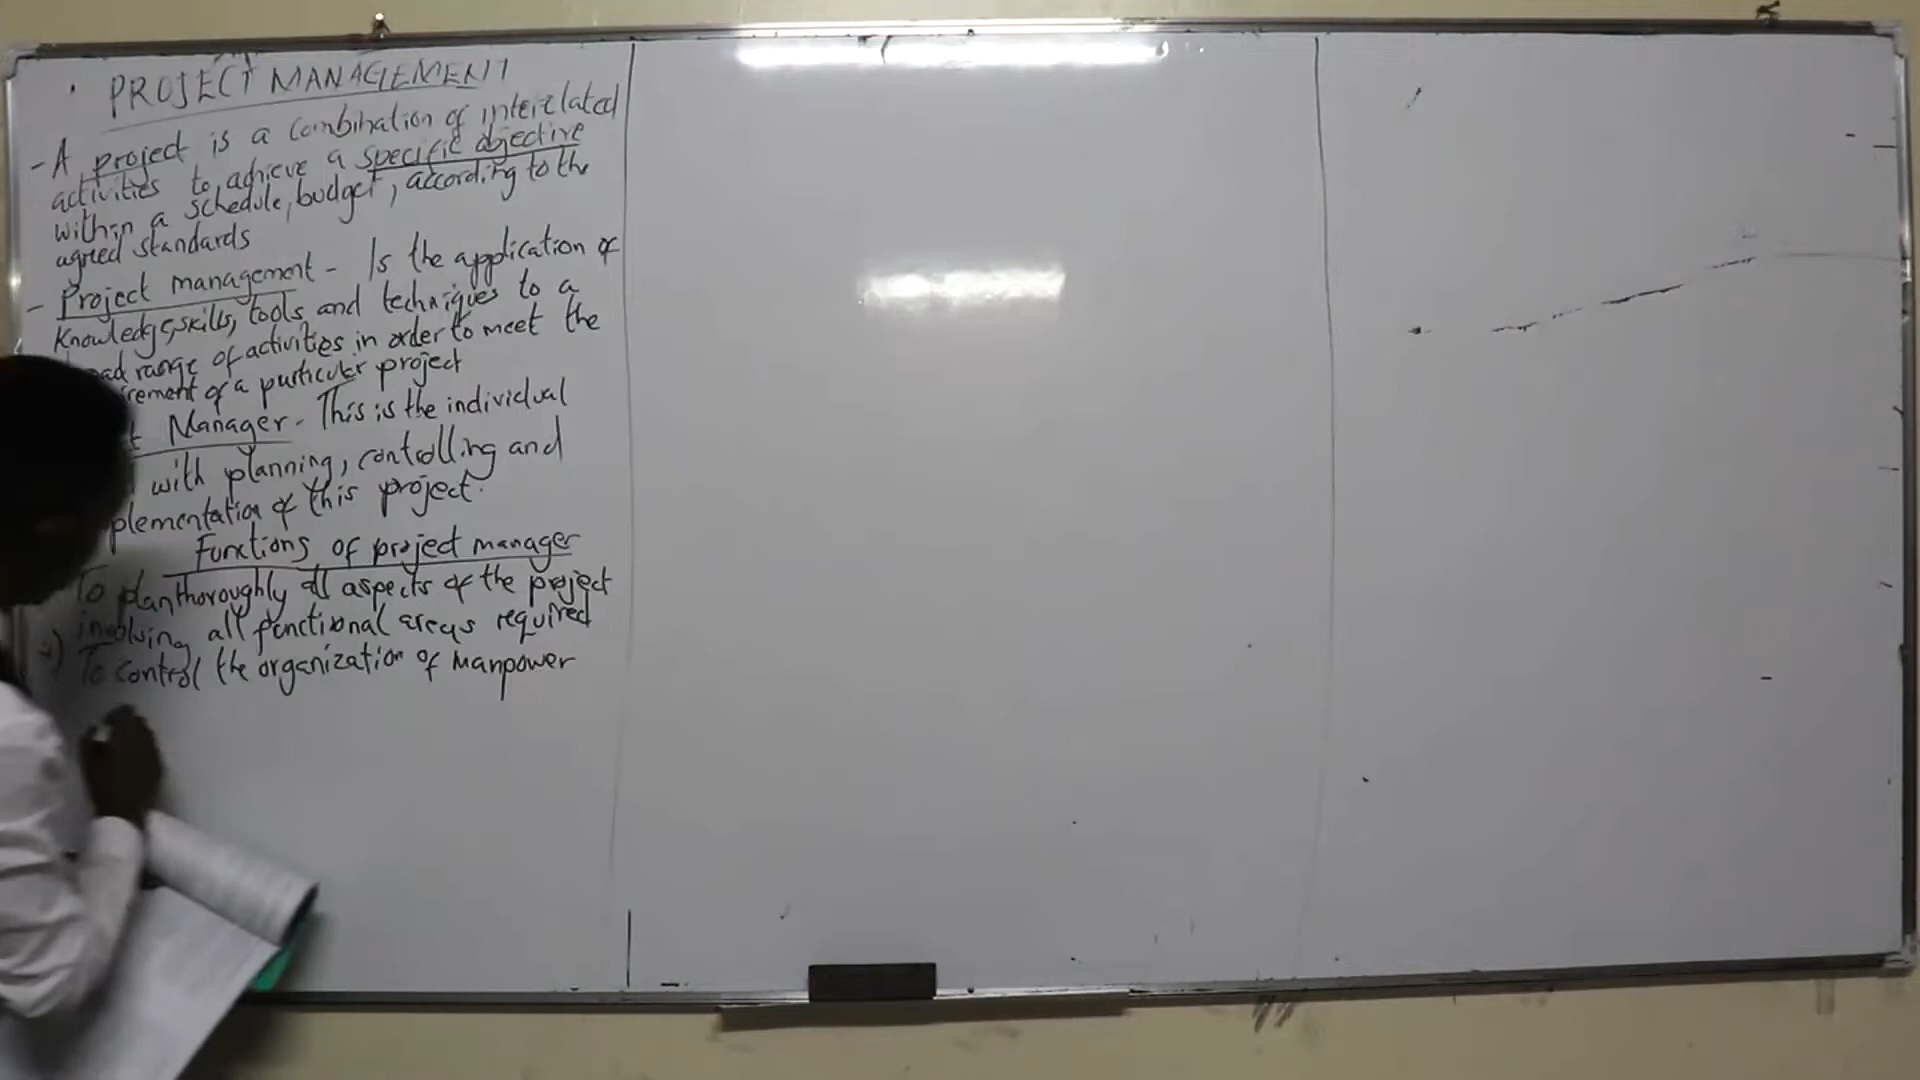 PROJECT MANAGEMENT
- A project is a combination of interelated
activities to achieve a specific objective
within a schedule, budget, according to the
agreed standards
- Project management - Is the application of
knowledge, skills, tools and techniques to a
range of activities in order to meet the
of a particular project
Manager - This is the individual
with planning, controlling and
plementation of this project.
Functions of project manager
To plan thoroughly all aspects of the project
involving all functional areas required
ii) To control the organization of manpower